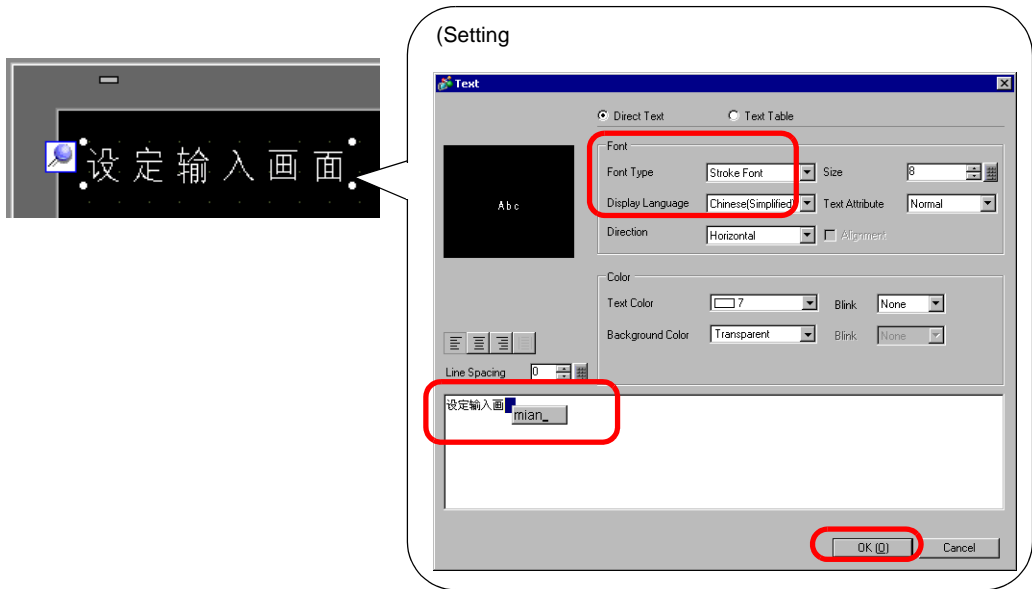 (Setting
设定输入画面
Text
Direct Text Text Table
Font
Font Type Stroke Font Size 8
Display Language Chinese(Simplified) Text Attribute Normal
Direction Horizontal Alignment
Abc
Color
Text Color 7 Blink None
Background Color Transparent Blink None
Line Spacing 0
设定输入画 mian_
OK (O) Cancel